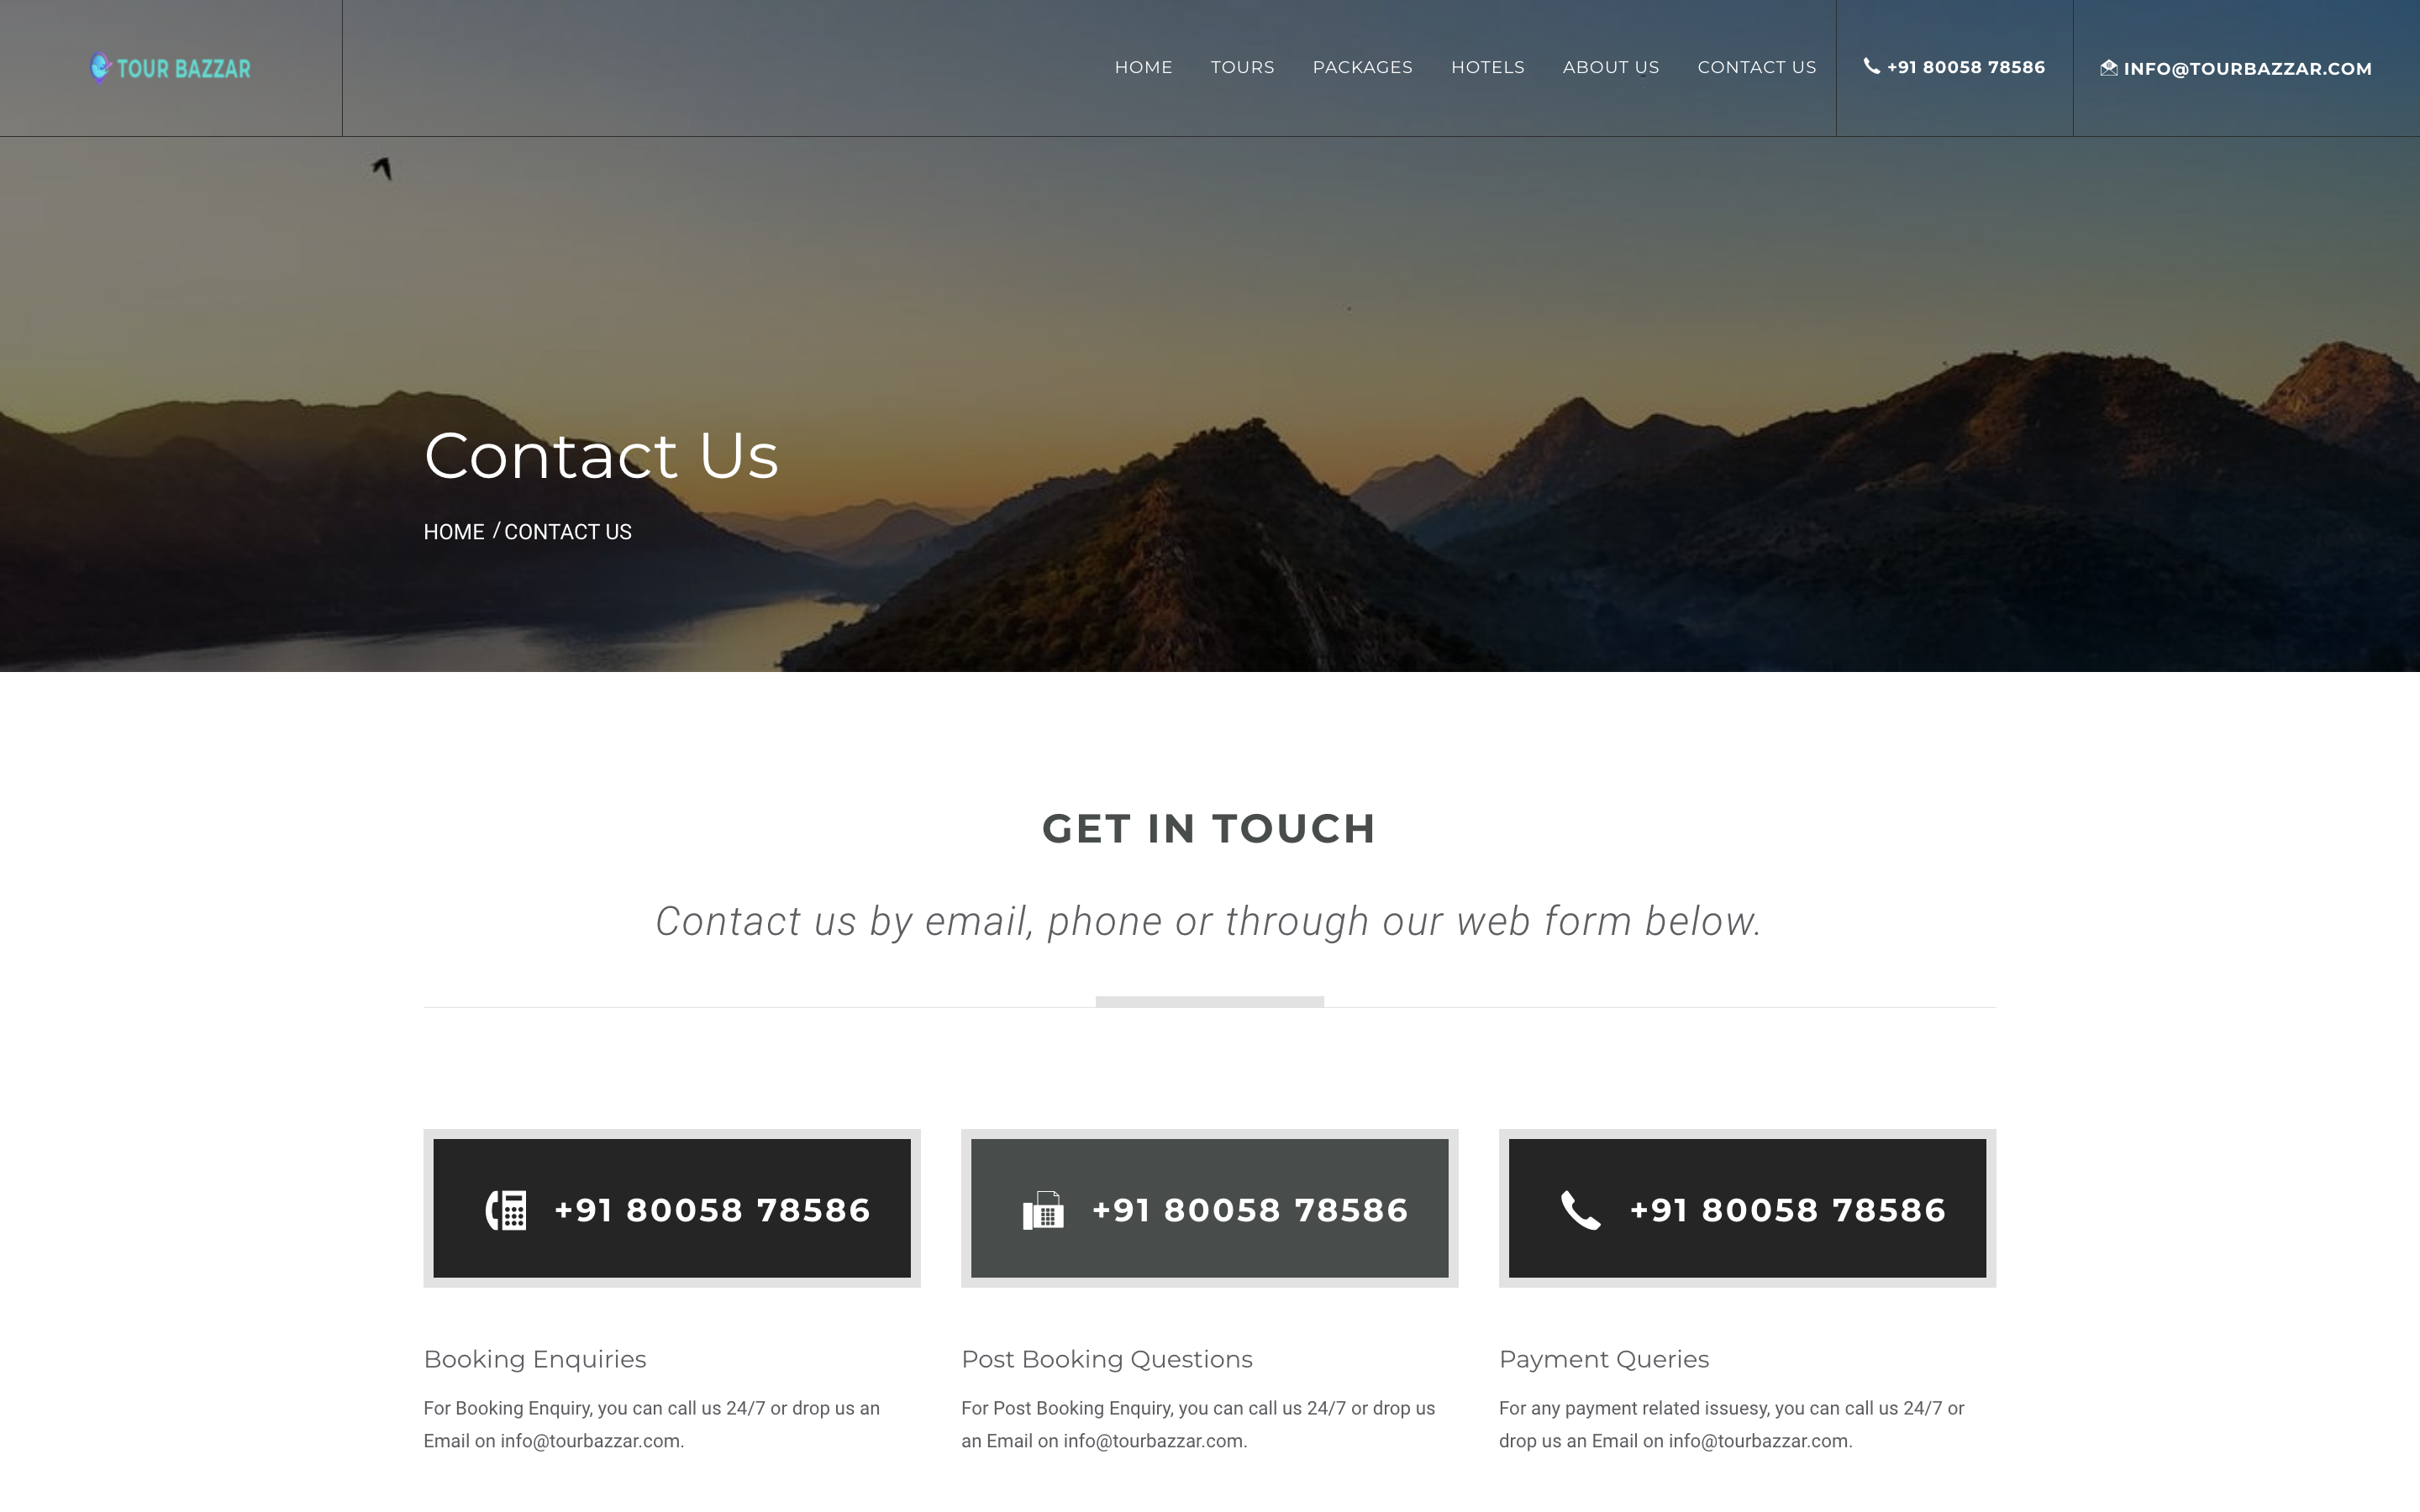 TOUR BAZZAR
HOME TOURS PACKAGES HOTELS ABOUT US CONTACT US +91 80058 78586 INFO@TOURBAZZAR.COM
Contact Us
HOME / CONTACT US
GET IN TOUCH
Contact us by email, phone or through our web form below.
+91 80058 78586
+91 80058 78586
+91 80058 78586
Booking Enquiries
For Booking Enquiry, you can call us 24/7 or drop us an
Email on info@tourbazzar.com.
Post Booking Questions
For Post Booking Enquiry, you can call us 24/7 or drop us
an Email on info@tourbazzar.com.
Payment Queries
For any payment related issuesy, you can call us 24/7 or
drop us an Email on info@tourbazzar.com.